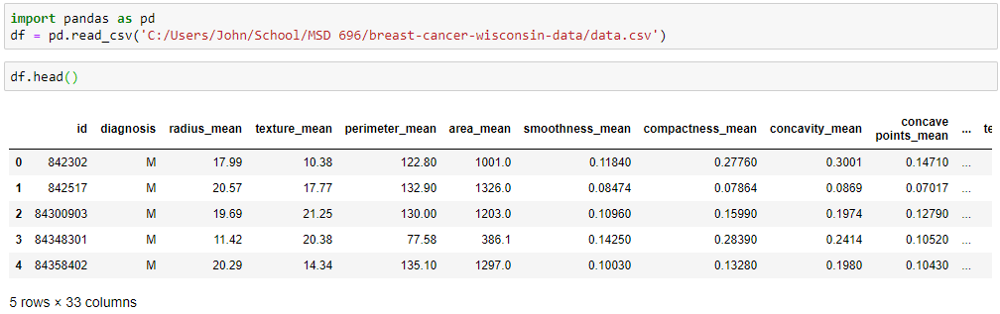 import pandas as pd
df = pd.read_csv('C:/Users/John/School/MSD 696/breast-cancer-wisconsin-data/data.csv')
df.head()
id diagnosis radius_mean texture_mean perimeter_mean area_mean smoothness_mean compactness_mean concavity_mean concave points_mean ... te
0 842302 M 17.99 10.38 122.80 1001.0 0.11840 0.27760 0.3001 0.14710 ...
1 842517 M 20.57 17.77 132.90 1326.0 0.08474 0.07864 0.0869 0.07017 ...
2 84300903 M 19.69 21.25 130.00 1203.0 0.10960 0.15990 0.1974 0.12790 ...
3 84348301 M 11.42 20.38 77.58 386.1 0.14250 0.28390 0.2414 0.10520 ...
4 84358402 M 20.29 14.34 135.10 1297.0 0.10030 0.13280 0.1980 0.10430 ...
5 rows × 33 columns